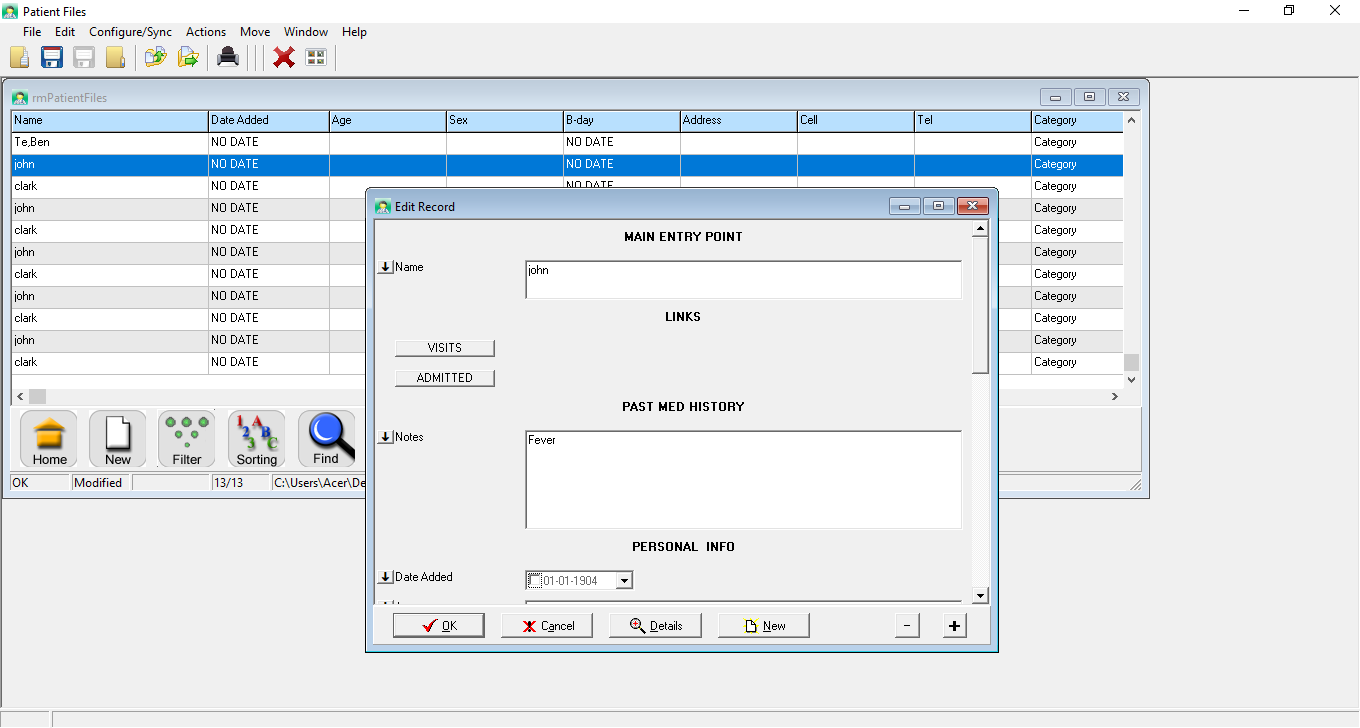 Patient Files
File Edit Configure/Sync Actions Move Window Help
rmPatientFiles
Name Date Added Age Sex B-day Address Cell Tel Category
Te,Ben NO DATE NO DATE Category
john NO DATE NO DATE Category
clark NO DATE NO DATE Category
john NO DATE Category
clark NO DATE Category
john NO DATE Category
clark NO DATE Category
john NO DATE Category
clark NO DATE Category
john NO DATE Category
clark NO DATE Category
Home New Filter Sorting Find
OK Modified 13/13 C:\Users\Acer\De
Edit Record
MAIN ENTRY POINT
Name john
LINKS
VISITS
ADMITTED
PAST MED HISTORY
Notes Fever
PERSONAL INFO
Date Added 01-01-1904
OK Cancel Details New - +